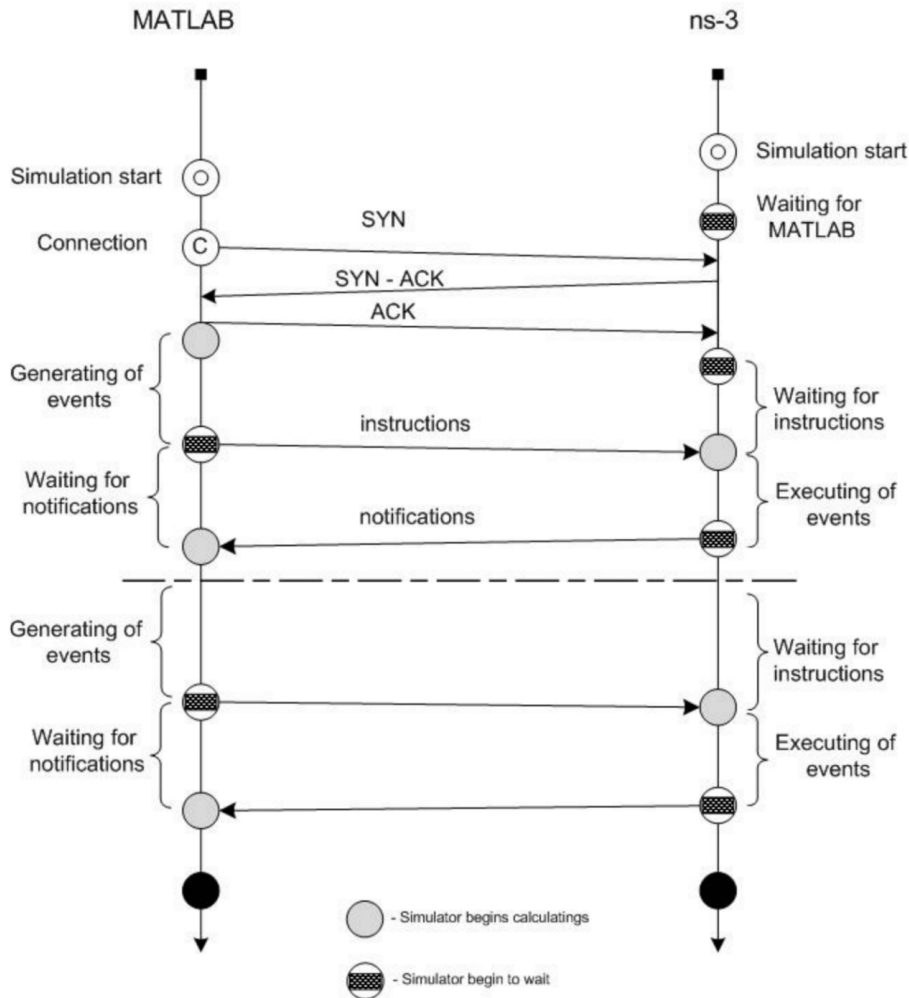 MATLAB
ns-3
Simulation start
Simulation start
Waiting for
MATLAB
Connection
C
SYN
SYN - ACK
ACK
Generating of
events
Waiting for
instructions
instructions
Waiting for
notifications
Executing of
events
notifications
Generating of
events
Waiting for
instructions
Waiting for
notifications
Executing of
events
- Simulator begins calculatings
- Simulator begin to wait